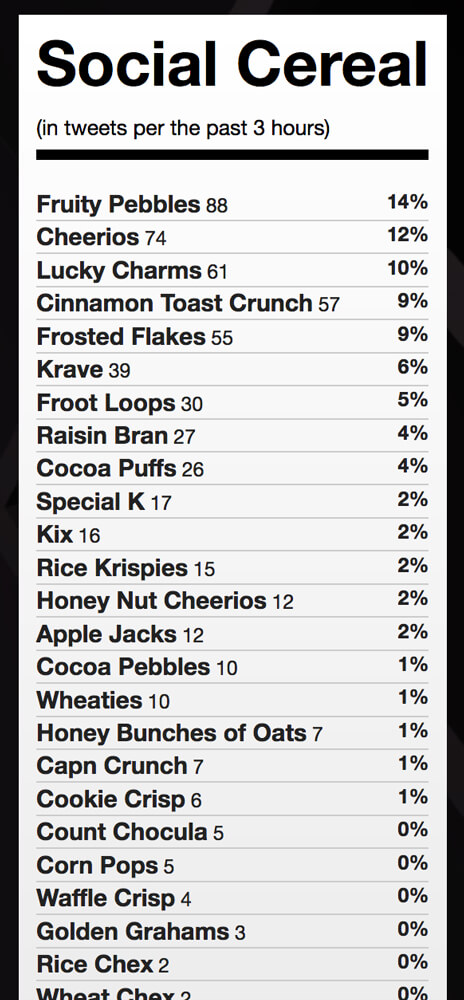 Social Cereal
(in tweets per the past 3 hours)
Fruity Pebbles 88 14%
Cheerios 74 12%
Lucky Charms 61 10%
Cinnamon Toast Crunch 57 9%
Frosted Flakes 55 9%
Krave 39 6%
Froot Loops 30 5%
Raisin Bran 27 4%
Cocoa Puffs 26 4%
Special K 17 2%
Kix 16 2%
Rice Krispies 15 2%
Honey Nut Cheerios 12 2%
Apple Jacks 12 2%
Cocoa Pebbles 10 1%
Wheaties 10 1%
Honey Bunches of Oats 7 1%
Capn Crunch 7 1%
Cookie Crisp 6 1%
Count Chocula 5 0%
Corn Pops 5 0%
Waffle Crisp 4 0%
Golden Grahams 3 0%
Rice Chex 2 0%
Wheat Chex 2 0%